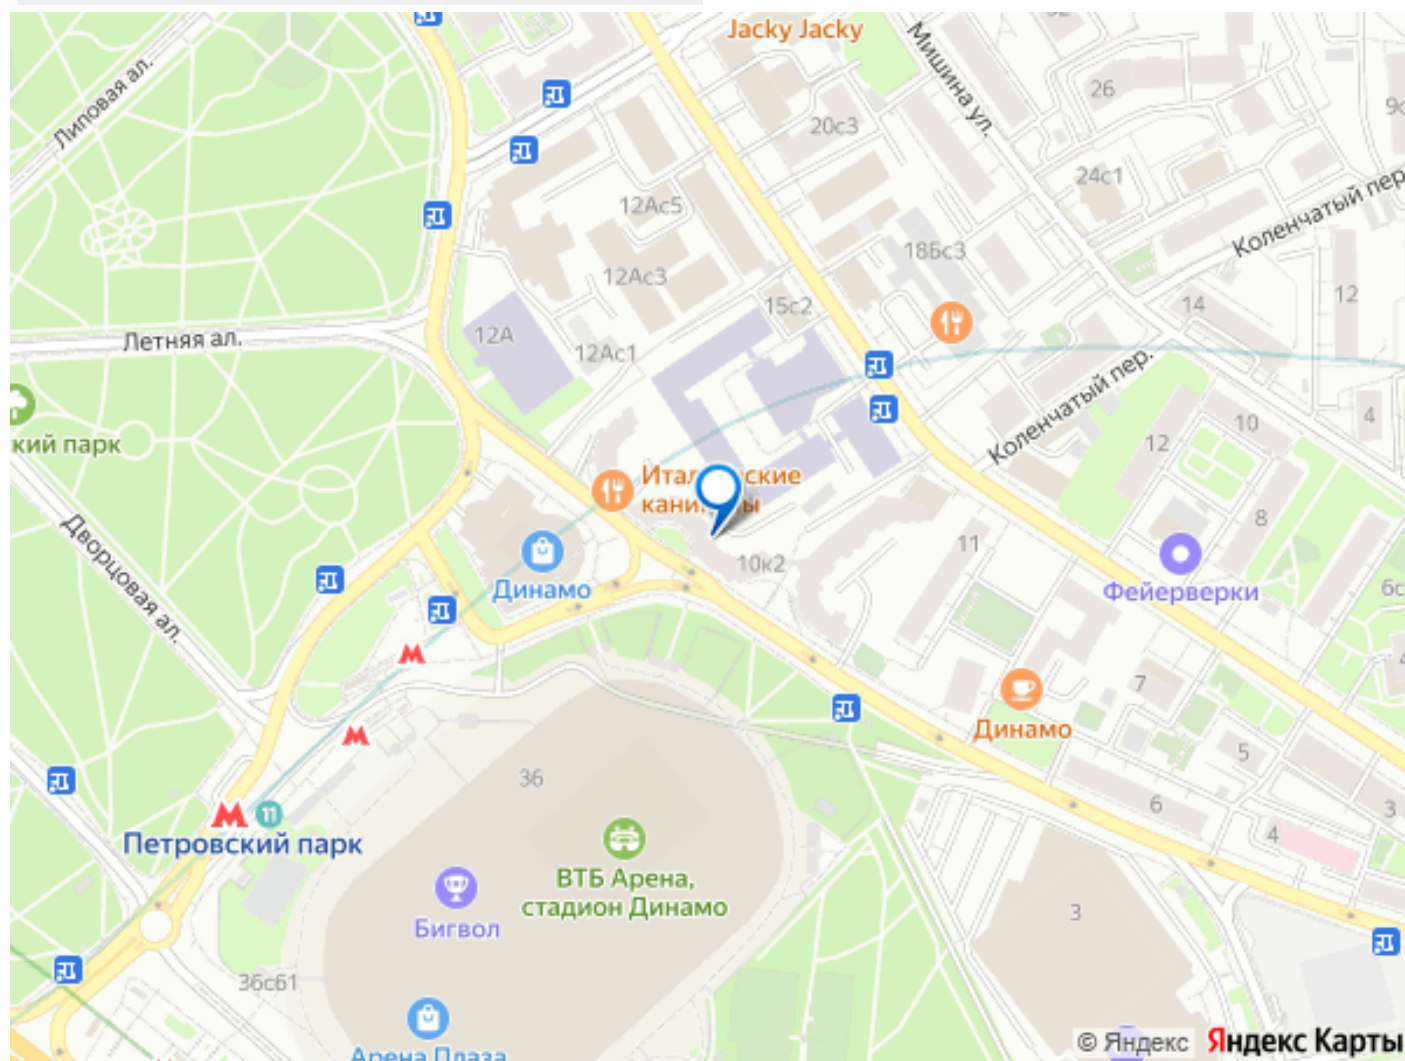 Jacky Jacky
Мишина ул.
Липовая ал.
26
20с3
24с1
12Ас5
Коленчатый пер.
18Бс3
12Ас3
15с2
14
12
12А
Летняя ал.
12Ас1
Коленчатый пер.
4
10
12
кий парк
8
11
10к2
Динамо
Фейерверки
Дворцовая ал.
7
Динамо
5
36
6
3
4
М
М
М
11
Петровский парк
ВТБ Арена,
стадион Динамо
Бигвол
3
36с61
Арена Плаза
© Яндекс
Яндекс Карты